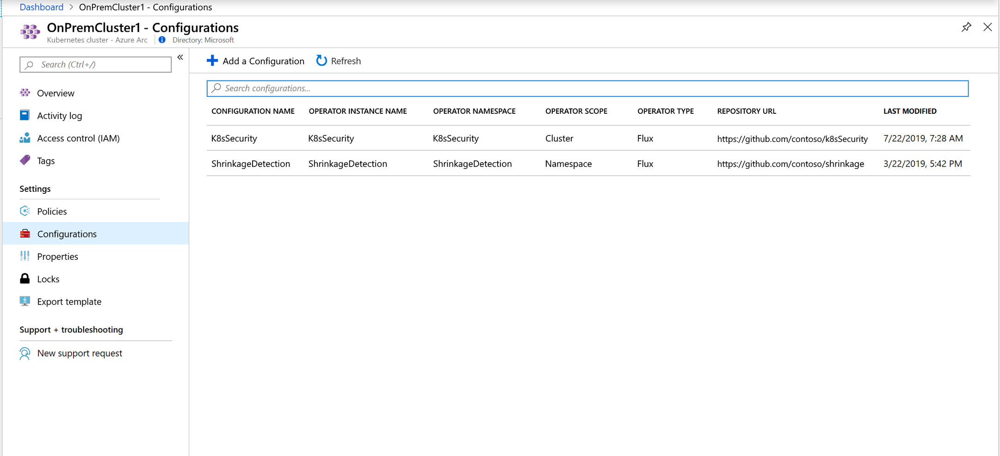 Dashboard > OnPremCluster1 - Configurations
OnPremCluster1 - Configurations
Kubernetes cluster - Azure Arc
Directory: Microsoft
Search (Ctrl+/)
«
Overview
Activity log
Access control (IAM)
Tags
Settings
Policies
Configurations
Properties
Locks
Export template
Support + troubleshooting
New support request
Add a Configuration
Refresh
Search configurations...
CONFIGURATION NAME OPERATOR INSTANCE NAME OPERATOR NAMESPACE OPERATOR SCOPE OPERATOR TYPE REPOSITORY URL LAST MODIFIED
K8sSecurity K8sSecurity K8sSecurity Cluster Flux https://github.com/contoso/k8sSecurity 7/22/2019, 7:28 AM
ShrinkageDetection ShrinkageDetection ShrinkageDetection Namespace Flux https://github.com/contoso/shrinkage 3/22/2019, 5:42 PM